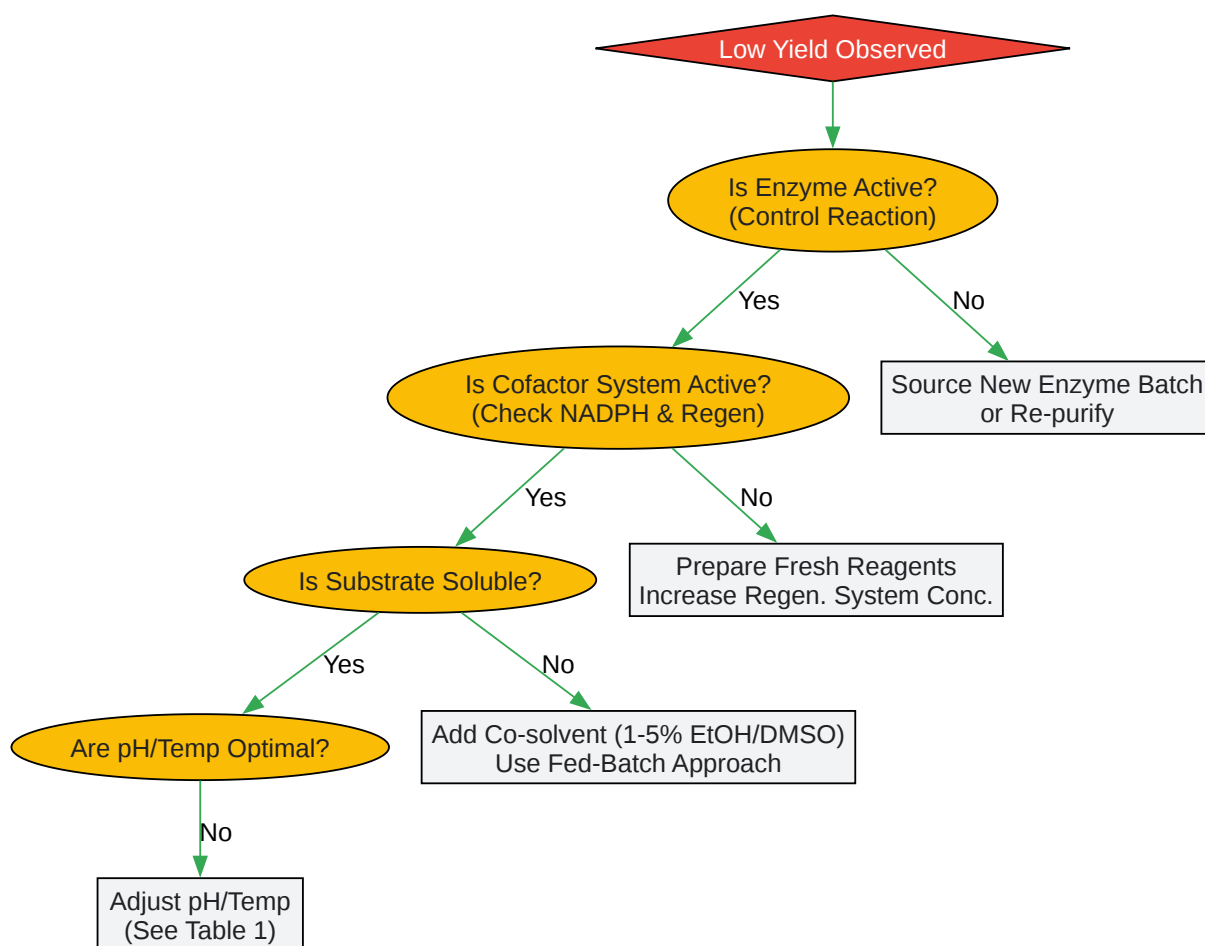 Low Yield Observed
Is Enzyme Active?
(Control Reaction)
Yes
No
Is Cofactor System Active?
(Check NADPH & Regen)
Source New Enzyme Batch
or Re-purify
Yes
No
Is Substrate Soluble?
Prepare Fresh Reagents
Increase Regen. System Conc.
Yes
No
Are pH/Temp Optimal?
Add Co-solvent (1-5% EtOH/DMSO)
Use Fed-Batch Approach
No
Adjust pH/Temp
(See Table 1)